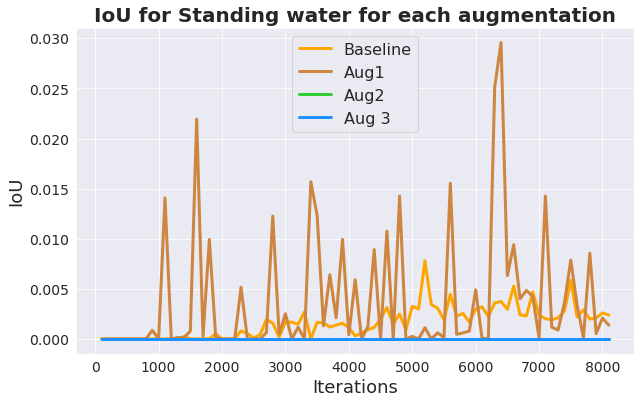 IoU for Standing water for each augmentation
0.030
0.025
0.020
0.015
0.010
0.005
0.000
IoU
Baseline
Aug1
Aug2
Aug 3
0 1000 2000 3000 4000 5000 6000 7000 8000
Iterations